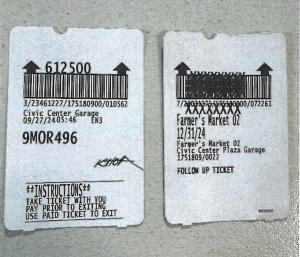 612500
3/23461227/175180900/010562
Civic Center Garage
09/27/24 05:46 EN3
9MOR496
**INSTRUCTIONS**
TAKE TICKET WITH YOU
PAY PRIOR TO EXITING
USE PAID TICKET TO EXIT
XXXXXXXX
Farmer's Market 02
12/31/24
Farmer's Market 02
Civic Center Plaza Garage
1751809/0022
FOLLOW UP TICKET